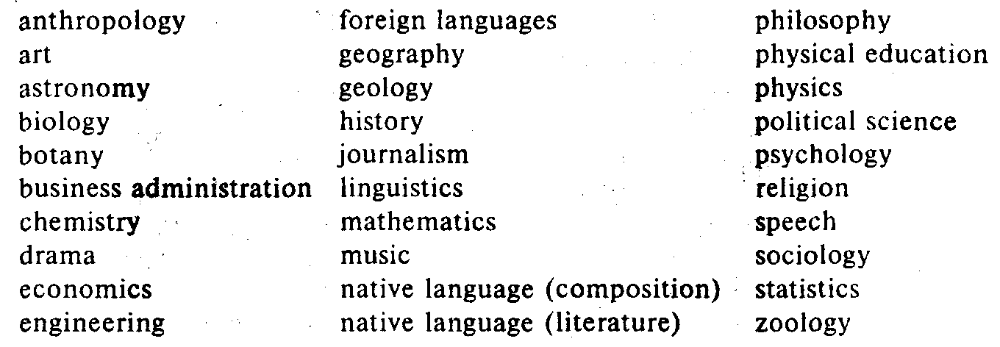 anthropology foreign languages philosophy
art geography physical education
astronomy geology physics
biology history political science
botany journalism psychology
business administration linguistics religion
chemistry mathematics speech
drama music sociology
economics native language (composition) statistics
engineering native language (literature) zoology